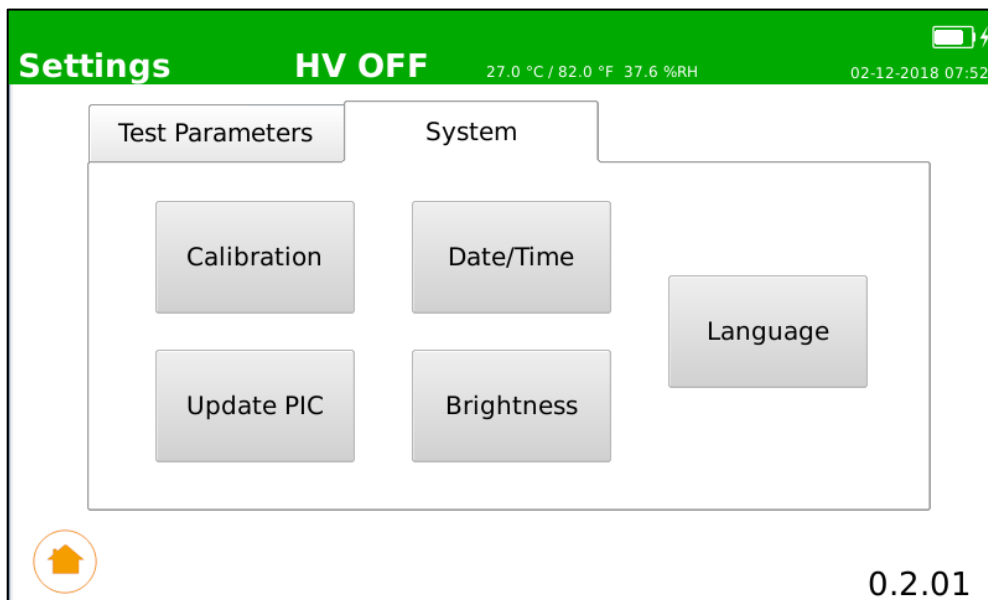 Settings HV OFF 27.0 °C / 82.0 °F 37.6 %RH 02-12-2018 07:52
Test Parameters System
Calibration Date/Time
Language
Update PIC Brightness
0.2.01